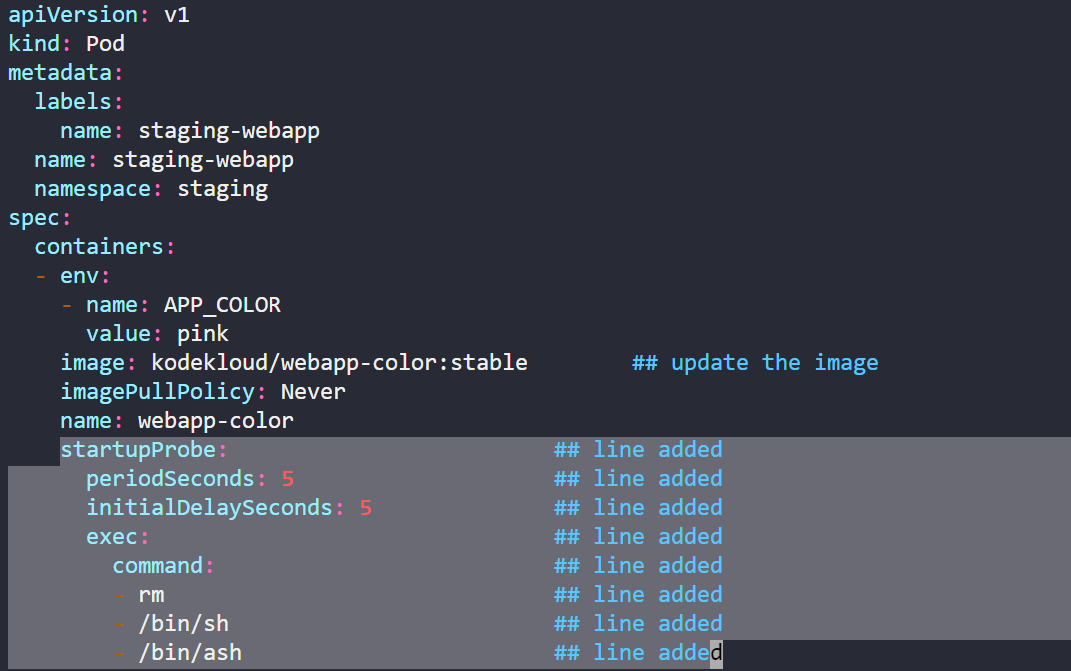 apiVersion: v1
kind: Pod
metadata:
  labels:
    name: staging-webapp
  name: staging-webapp
  namespace: staging
spec:
  containers:
  - env:
    - name: APP_COLOR
      value: pink
    image: kodekloud/webapp-color:stable        ## update the image
    imagePullPolicy: Never
    name: webapp-color
    startupProbe:                         ## line added
      periodSeconds: 5                    ## line added
      initialDelaySeconds: 5              ## line added
      exec:                               ## line added
        command:                          ## line added
        - rm                              ## line added
        - /bin/sh                         ## line added
        - /bin/ash                        ## line added